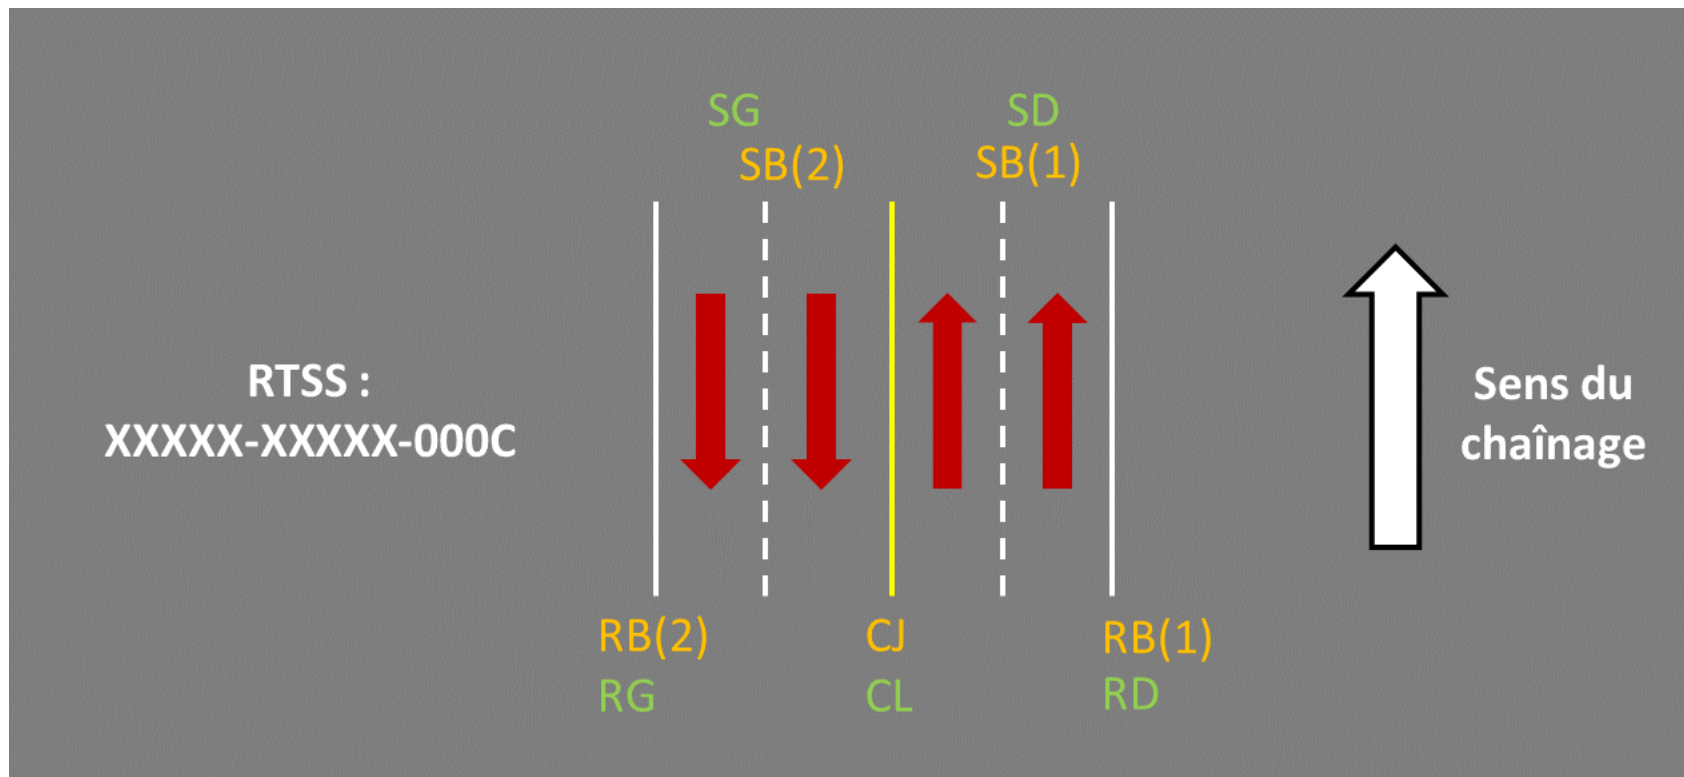 SG
SD
SB(2)
SB(1)
RTSS :
XXXXX-XXXXX-000C
Sens du
chaînage
RB(2)
CJ
RB(1)
RG
CL
RD